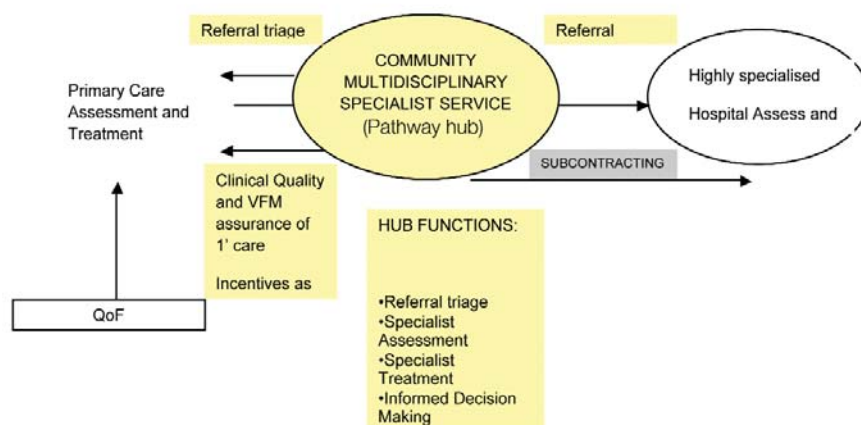 Referral triage
COMMUNITY
MULTIDISCIPLINARY
SPECIALIST SERVICE
(Pathway hub)
Referral
Highly specialised
Hospital Assess and
Primary Care
Assessment and
Treatment
SUBCONTRACTING
Clinical Quality
and VFM
assurance of
1' care
Incentives as
QoF
HUB FUNCTIONS:
•Referral triage
•Specialist
Assessment
•Specialist
Treatment
•Informed Decision
Making